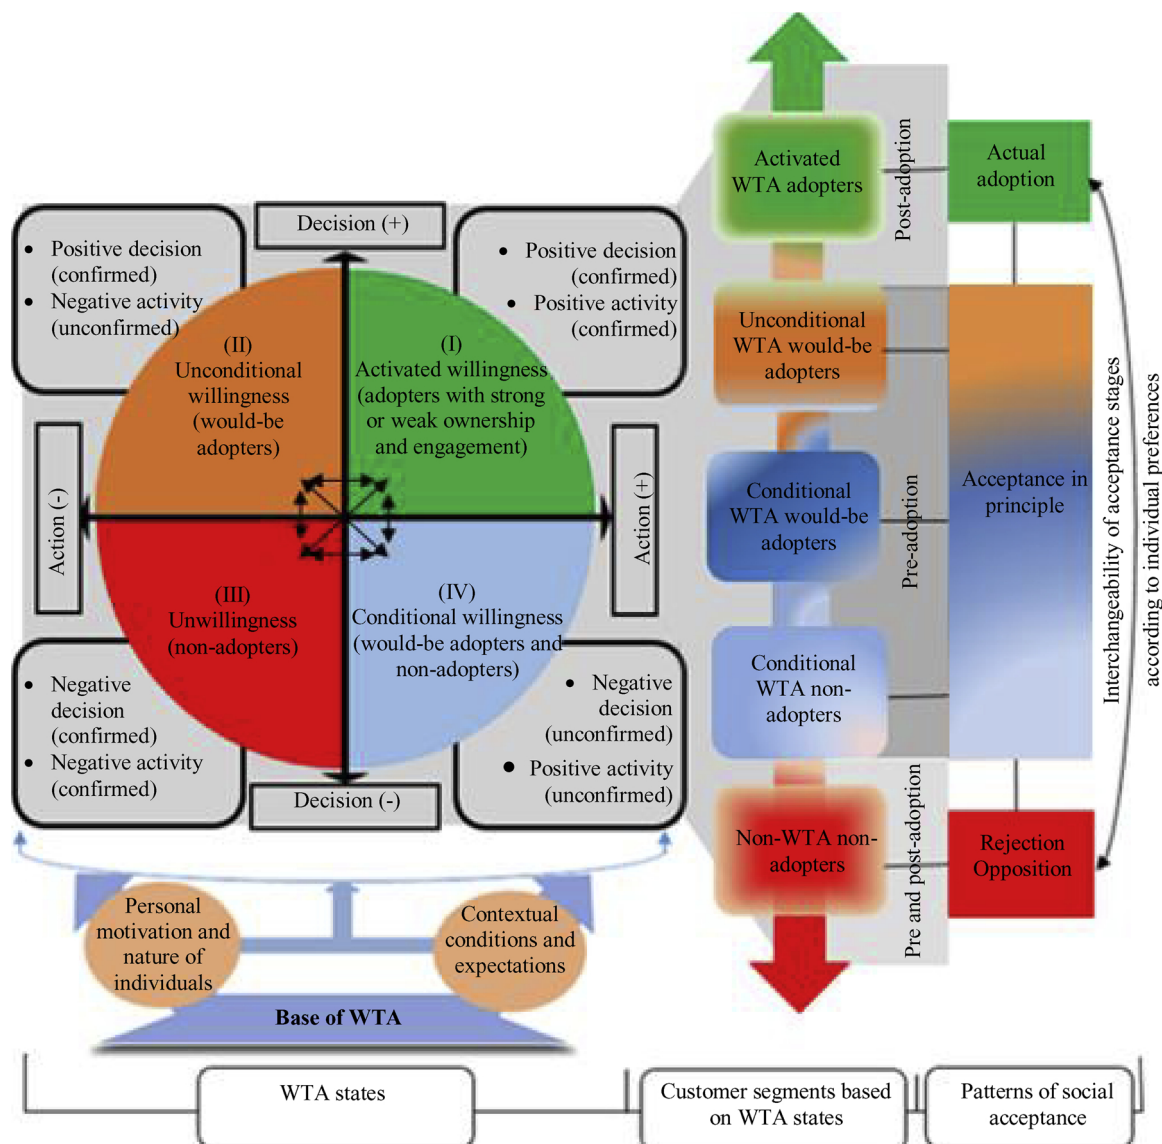 Decision (+)
• Positive decision
(confirmed)
• Negative activity
(unconfirmed)
• Positive decision
(confirmed)
• Positive activity
(confirmed)
(II)
Unconditional
willingness
(would-be
adopters)
(I)
Activated willingness
(adopters with strong
or weak ownership
and engagement)
Action (-)
Action (+)
(III)
Unwillingness
(non-adopters)
(IV)
Conditional willingness
(would-be adopters and
non-adopters)
• Negative
decision
(confirmed)
• Negative activity
(confirmed)
Decision (-)
• Negative
decision
(unconfirmed)
• Positive activity
(unconfirmed)
Personal
motivation and
nature of
individuals
Contextual
conditions and
expectations
Base of WTA
WTA states
Activated
WTA adopters
Unconditional
WTA would-be
adopters
Conditional
WTA would-be
adopters
Conditional
WTA non-
adopters
Non-WTA non-
adopters
Post-adoption
Pre-adoption
Pre and post-adoption
Customer segments based
on WTA states
Actual
adoption
Acceptance in
principle
Rejection
Opposition
Interchangeability of acceptance stages
according to individual preferences
Patterns of social
acceptance